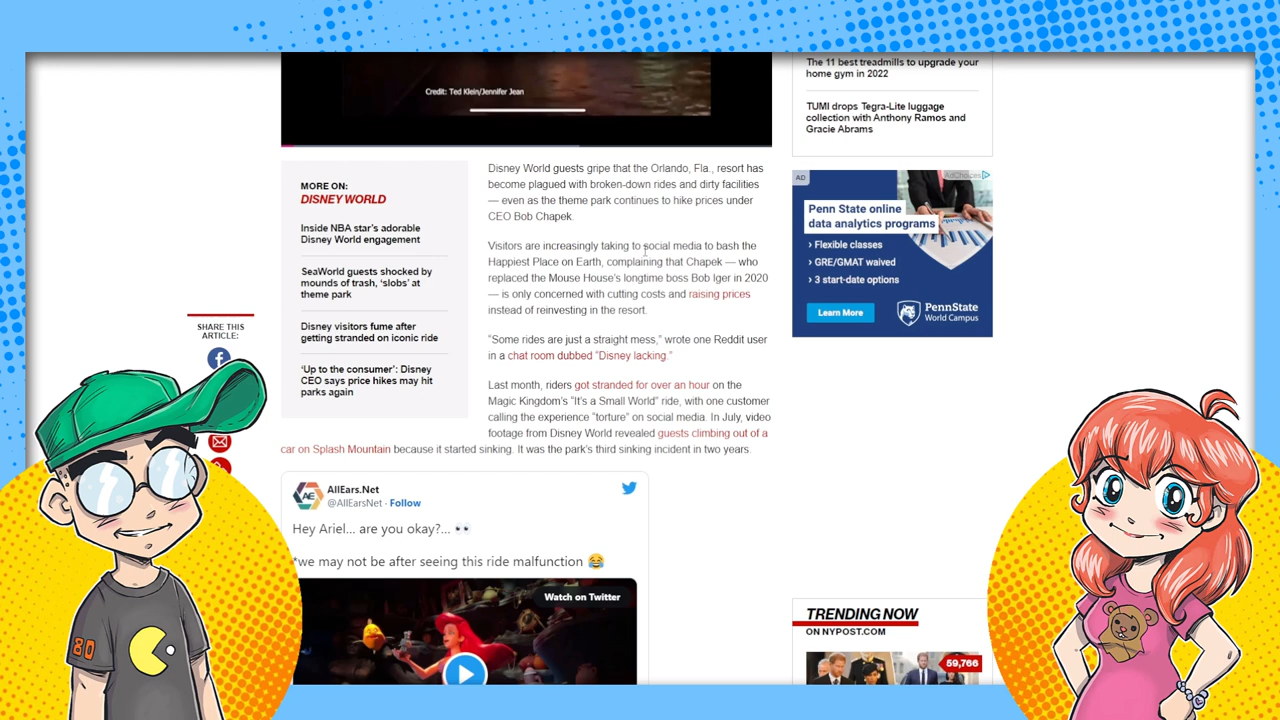 Credit: Ted Klein/Jennifer Jean
MORE ON:
DISNEY WORLD
Inside NBA star's adorable
Disney World engagement
SeaWorld guests shocked by
mounds of trash, 'slobs' at
theme park
Disney visitors fume after
getting stranded on iconic ride
'Up to the consumer': Disney
CEO says price hikes may hit
parks again
SHARE THIS
ARTICLE:
Disney World guests gripe that the Orlando, Fla., resort has
become plagued with broken-down rides and dirty facilities
— even as the theme park continues to hike prices under
CEO Bob Chapek.
Visitors are increasingly taking to social media to bash the
Happiest Place on Earth, complaining that Chapek — who
replaced the Mouse House's longtime boss Bob Iger in 2020
— is only concerned with cutting costs and raising prices
instead of reinvesting in the resort.
"Some rides are just a straight mess," wrote one Reddit user
in a chat room dubbed "Disney lacking."
Last month, riders got stranded for over an hour on the
Magic Kingdom's "It's a Small World" ride, with one customer
calling the experience "torture" on social media. In July, video
footage from Disney World revealed guests climbing out of a
car on Splash Mountain because it started sinking. It was the park's third sinking incident in two years.
AE
AllEars.Net
@AllEarsNet · Follow
Hey Ariel... are you okay?... 👀
*we may not be after seeing this ride malfunction 😂
Watch on Twitter
The 11 best treadmills to upgrade your
home gym in 2022
TUMI drops Tegra-Lite luggage
collection with Anthony Ramos and
Gracie Abrams
AD
AdChoices
Penn State online
data analytics programs
› Flexible classes
› GRE/GMAT waived
› 3 start-date options
Learn More
PennState
World Campus
TRENDING NOW
ON NYPOST.COM
59,766
80